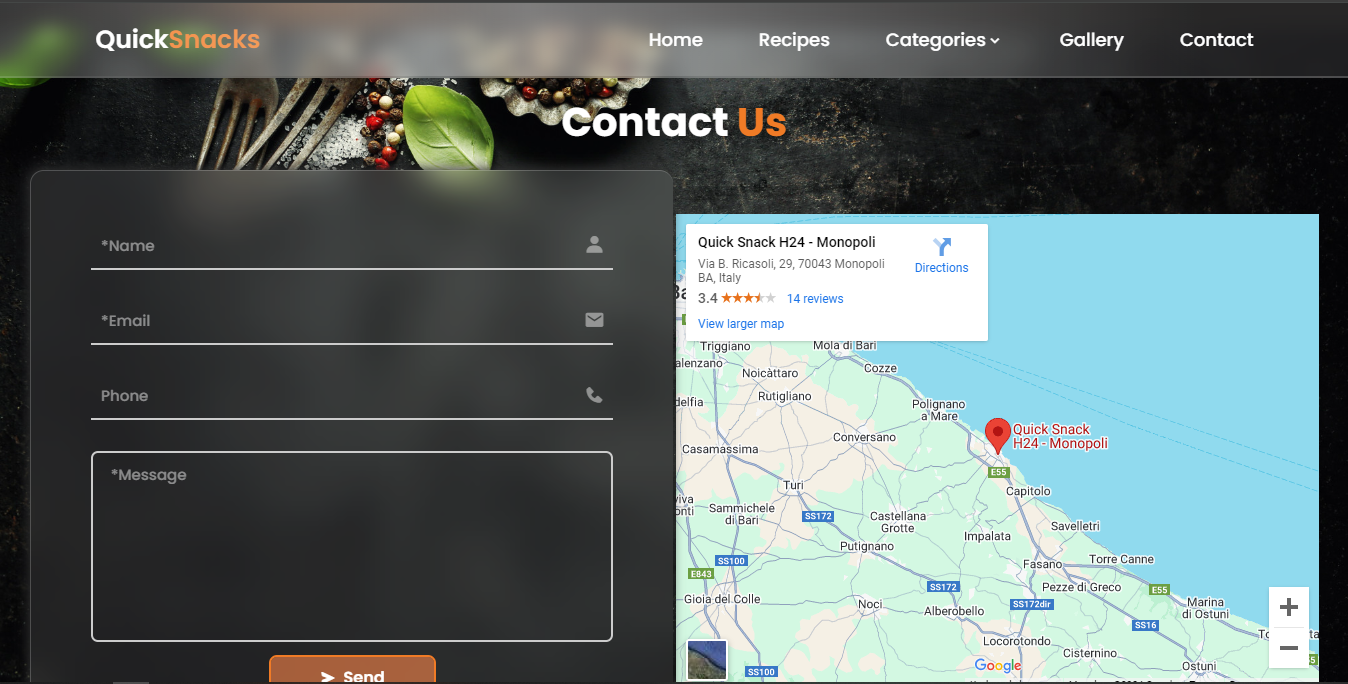 QuickSnacks
Home Recipes Categories Gallery Contact
Contact Us
*Name
*Email
Phone
*Message
Send
Quick Snack H24 - Monopoli
Via B. Ricasoli, 29, 70043 Monopoli
BA, Italy
Directions
3.4 14 reviews
View larger map
Triggiano
Mola di Bari
Cozze
Noicàttaro
Rutigliano
Polignano
a Mare
Quick Snack
H24 - Monopoli
Conversano
Casamassima
E55
Turi
Capitolo
Sammichele
di Bari
SS172
Castellana
Grotte
Savelletri
Impalata
Putignano
SS100
Torre Canne
Fasano
E843
SS172
Pezze di Greco
E55
Gioia del Colle
Noci
Alberobello
SS172dir
Marina
di Ostuni
SS16
Locorotondo
Cisternino
Google
Ostuni
SS100